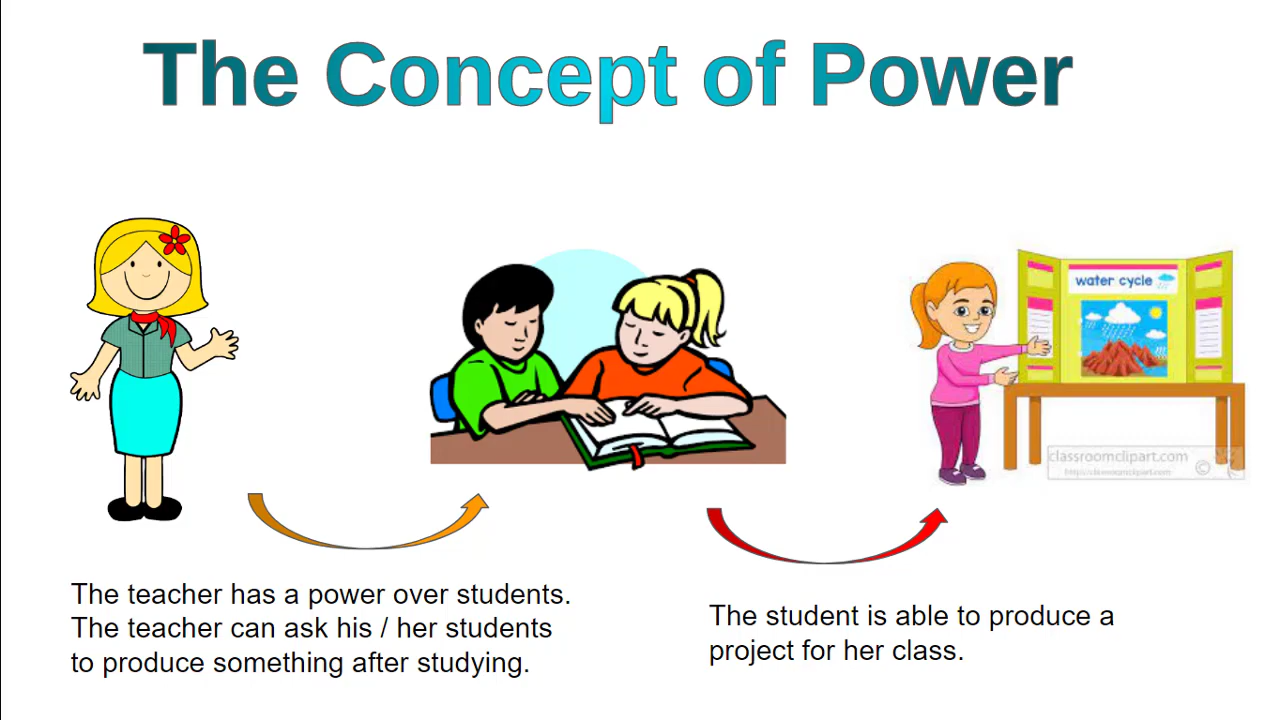 The Concept of Power
water cycle
classroomclipart.com
©
The teacher has a power over students.
The teacher can ask his / her students
to produce something after studying.
The student is able to produce a
project for her class.